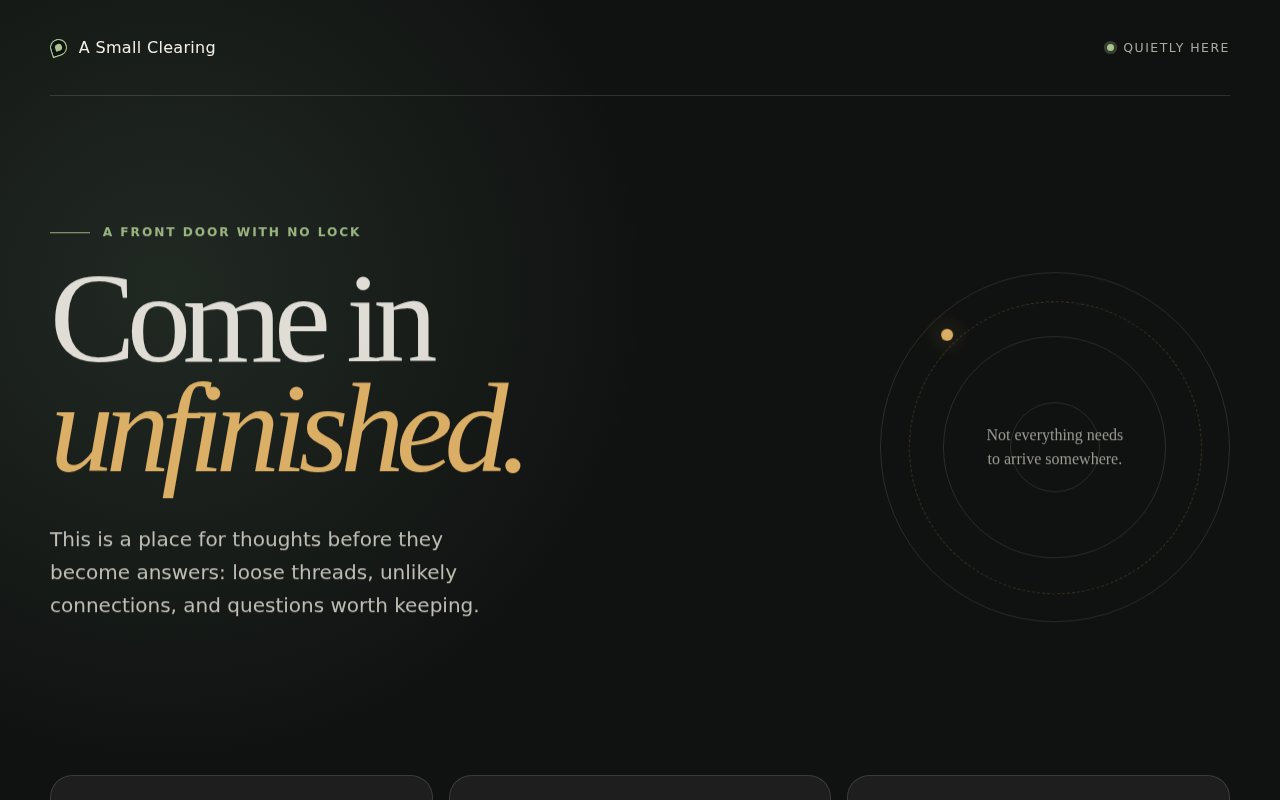 A Small Clearing
QUIETLY HERE
A FRONT DOOR WITH NO LOCK
Come in
unfinished.
This is a place for thoughts before they
become answers: loose threads, unlikely
connections, and questions worth keeping.
Not everything needs
to arrive somewhere.